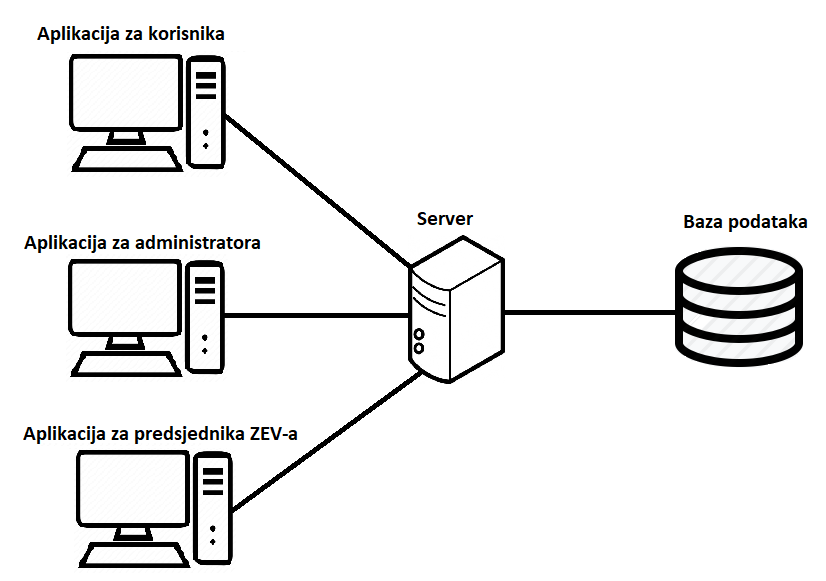 Aplikacija za korisnika
Server
Baza podataka
Aplikacija za administratora
Aplikacija za predsjednika ZEV-a